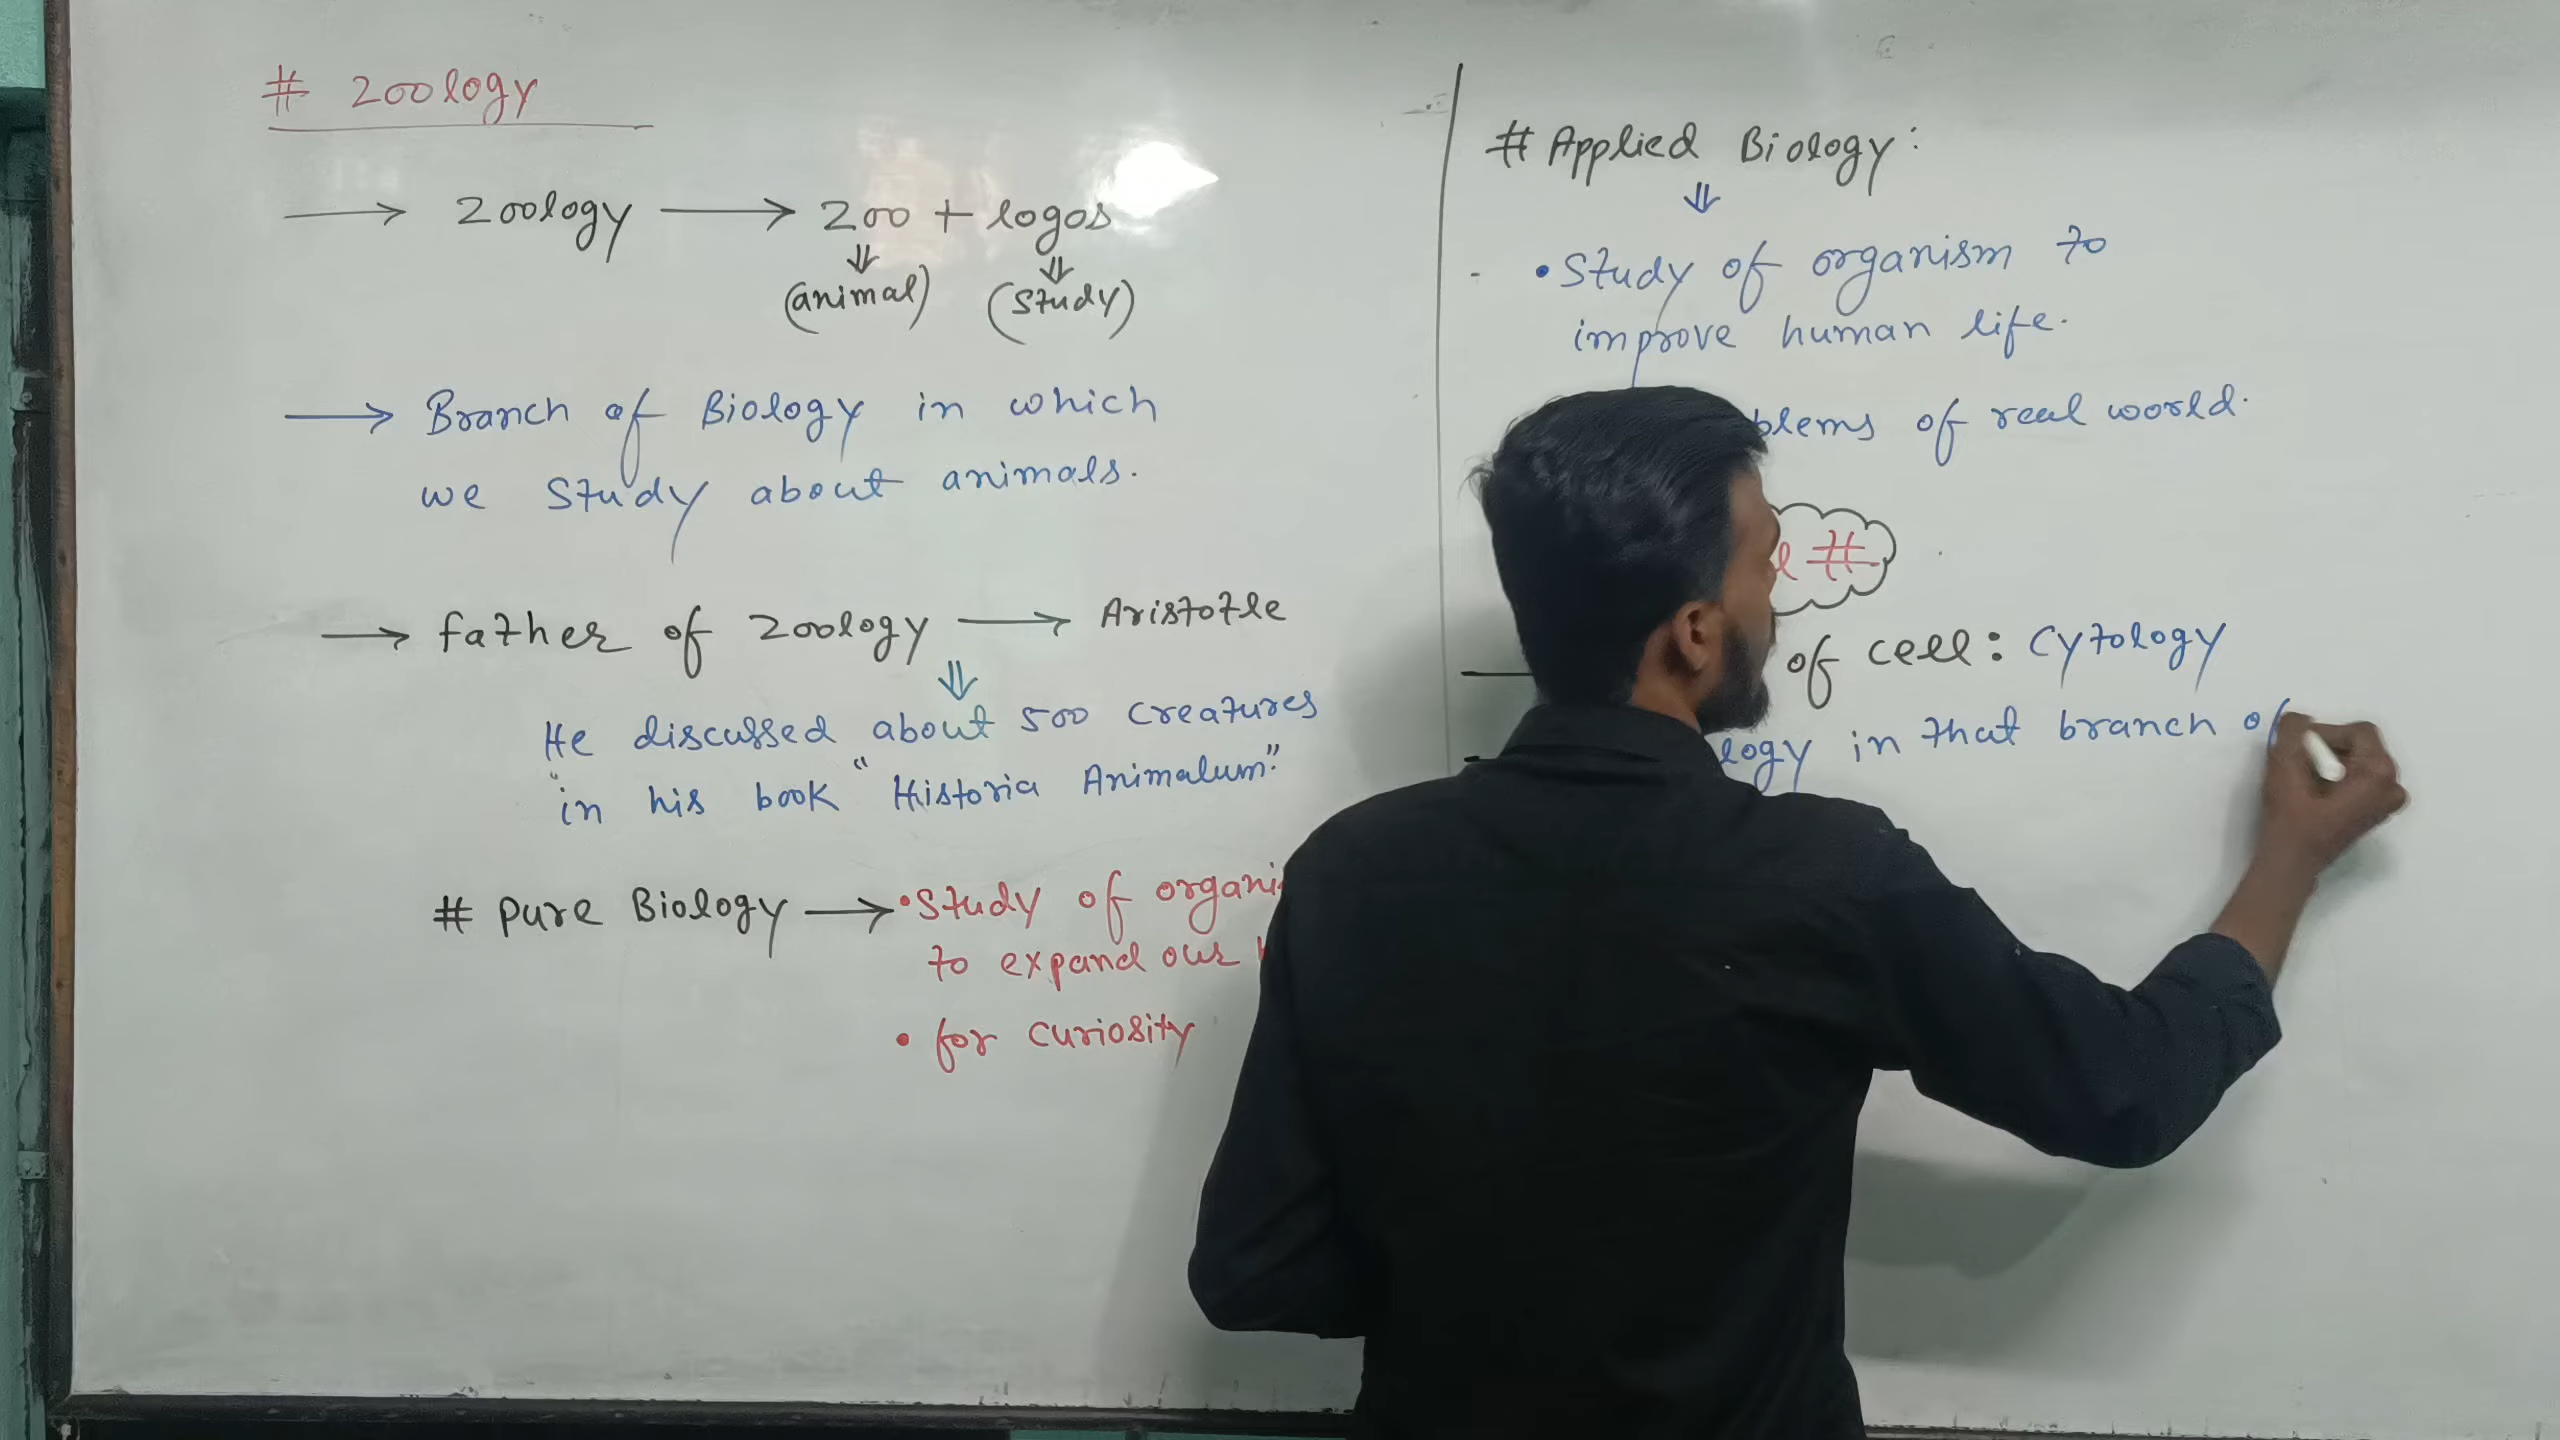 # Zoology
→ Zoology → Zoo + logos
(animal) (study)
→ Branch of Biology in which
we study about animals.
→ father of Zoology → Aristotle
He discussed about 500 creatures
"in his book "Historia Animalum"
# Pure Biology → • Study of
to expand our
• for curiosity
# Applied Biology:
• Study of organism to
improve human life.
of real world.
#
of cell: Cytology
in that branch of